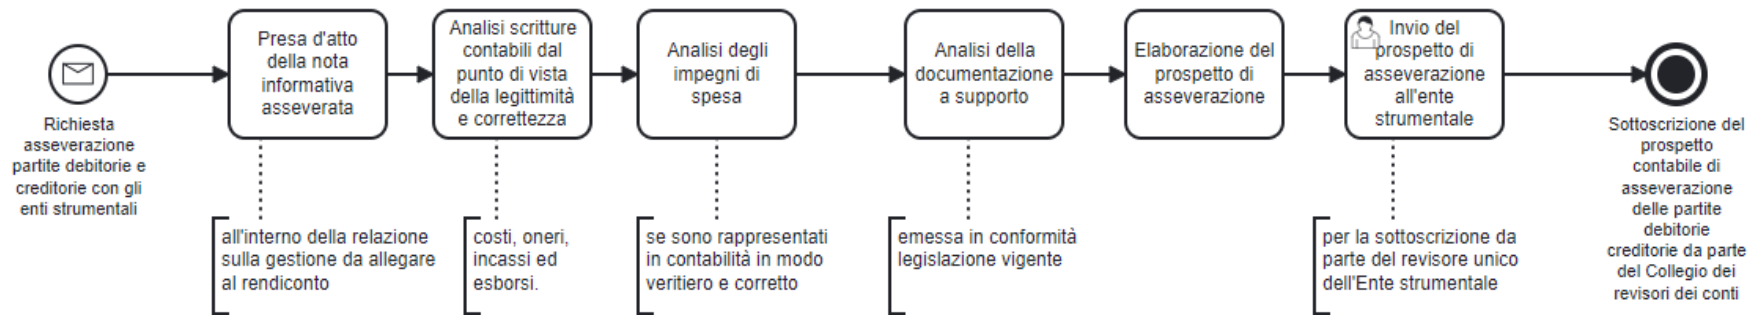 Richiesta
asseverazione
partite debitorie e
creditorie con gli
enti strumentali
Presa d'atto
della nota
informativa
asseverata
all'interno della relazione
sulla gestione da allegare
al rendiconto
Analisi scritture
contabili dal
punto di vista
della legittimità
e correttezza
costi, oneri,
incassi ed
esborsi.
Analisi degli
impegni di
spesa
se sono rappresentati
in contabilità in modo
veritiero e corretto
Analisi della
documentazione
a supporto
emessa in conformità
legislazione vigente
Elaborazione del
prospetto di
asseverazione
Invio del
prospetto di
asseverazione
all'ente
strumentale
per la sottoscrizione da
parte del revisore unico
dell'Ente strumentale
Sottoscrizione del
prospetto
contabile di
asseverazione
delle partite
debitorie
creditorie da parte
del Collegio dei
revisori dei conti